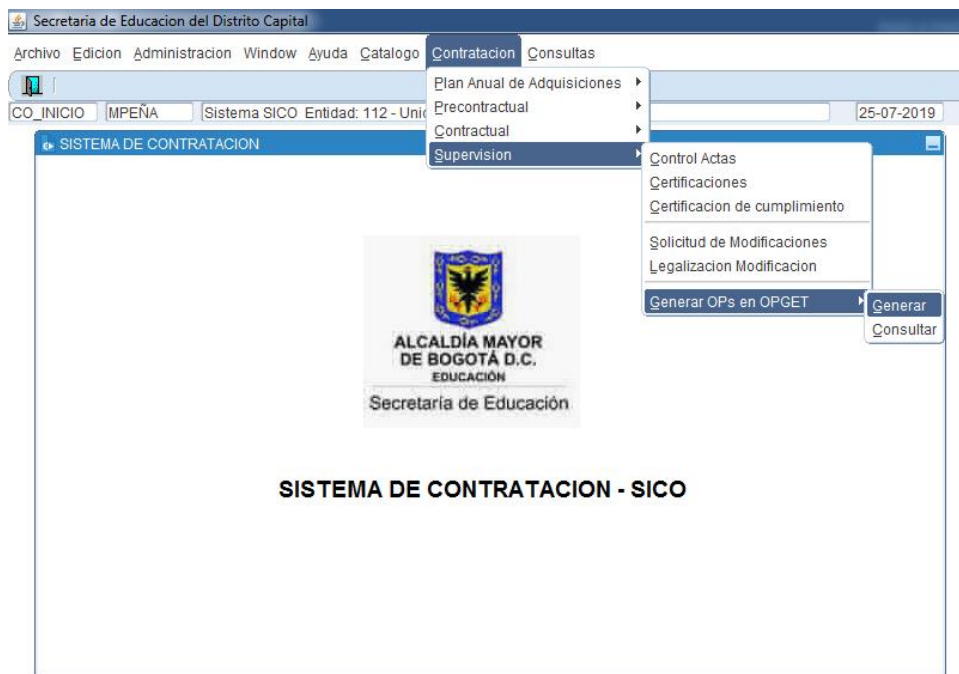 Secretaria de Educacion del Distrito Capital
Archivo Edicion Administracion Window Ayuda Catalogo Contratacion Consultas
Plan Anual de Adquisiciones
Precontractual
Contractual
Supervision
CO_INICIO MPEÑA Sistema SICO Entidad: 112 - Unid 25-07-2019
SISTEMA DE CONTRATACION
Control Actas
Certificaciones
Certificacion de cumplimiento
Solicitud de Modificaciones
Legalizacion Modificacion
Generar OPs en OPGET
Generar
Consultar
ALCALDÍA MAYOR
DE BOGOTÁ D.C.
EDUCACIÓN
Secretaría de Educación
SISTEMA DE CONTRATACION - SICO